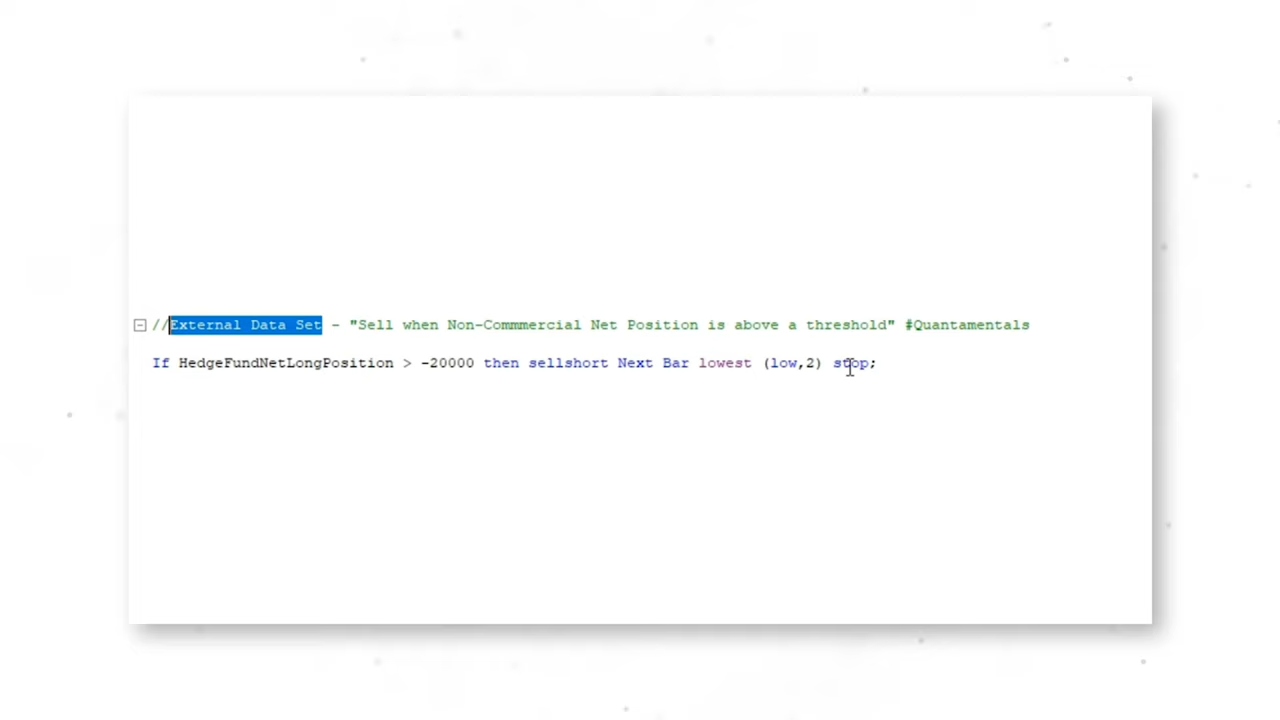 //External Data Set - "Sell when Non-Commmercial Net Position is above a threshold" #Quantamentals
If HedgeFundNetLongPosition > -20000 then sellshort Next Bar lowest (low,2) stop;